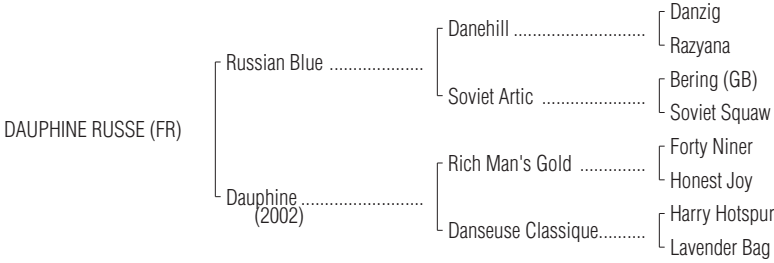 Danzig
Danehill ............................
Razyana
Russian Blue ....................
Bering (GB)
Soviet Artic ......................
Soviet Squaw
DAUPHINE RUSSE (FR)
Forty Niner
Rich Man's Gold ..............
Honest Joy
Dauphine ..........................
(2002)
Harry Hotspur
Danseuse Classique..........
Lavender Bag